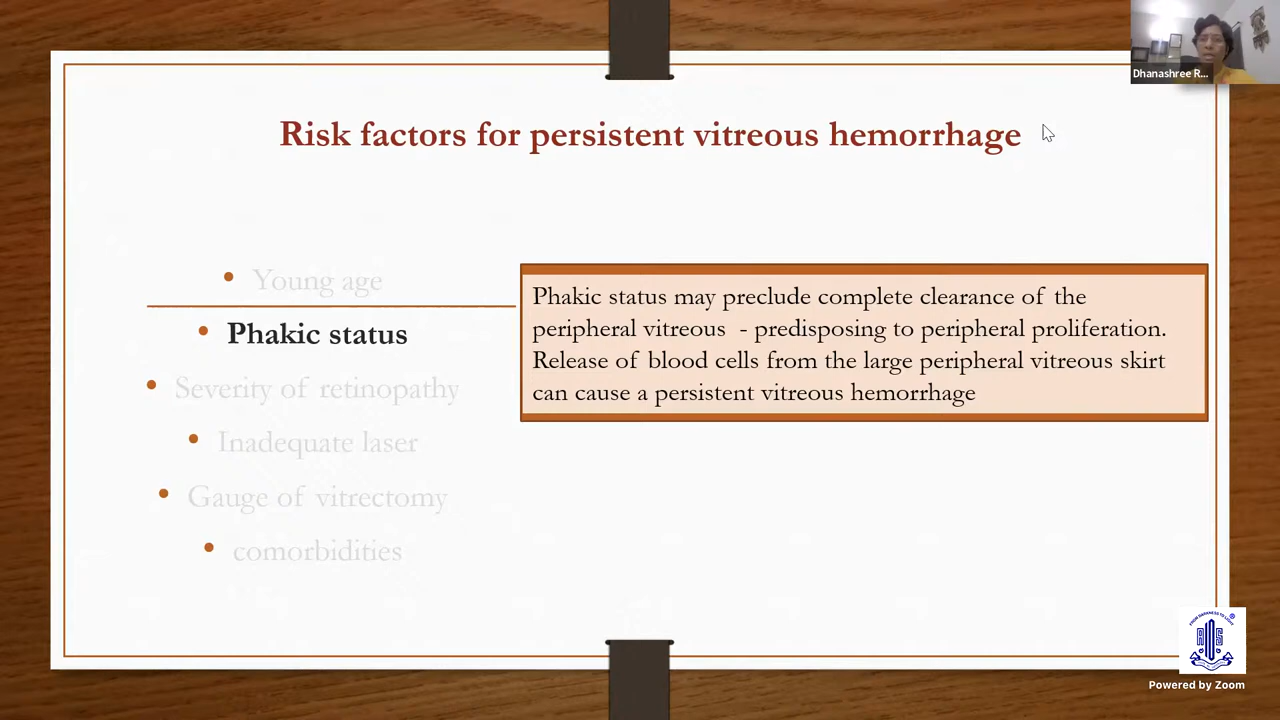 Dhanashree R...
Risk factors for persistent vitreous hemorrhage
• Young age
• Phakic status
• Severity of retinopathy
• Inadequate laser
• Gauge of vitrectomy
• comorbidities
Phakic status may preclude complete clearance of the
peripheral vitreous - predisposing to peripheral proliferation.
Release of blood cells from the large peripheral vitreous skirt
can cause a persistent vitreous hemorrhage
Powered by Zoom